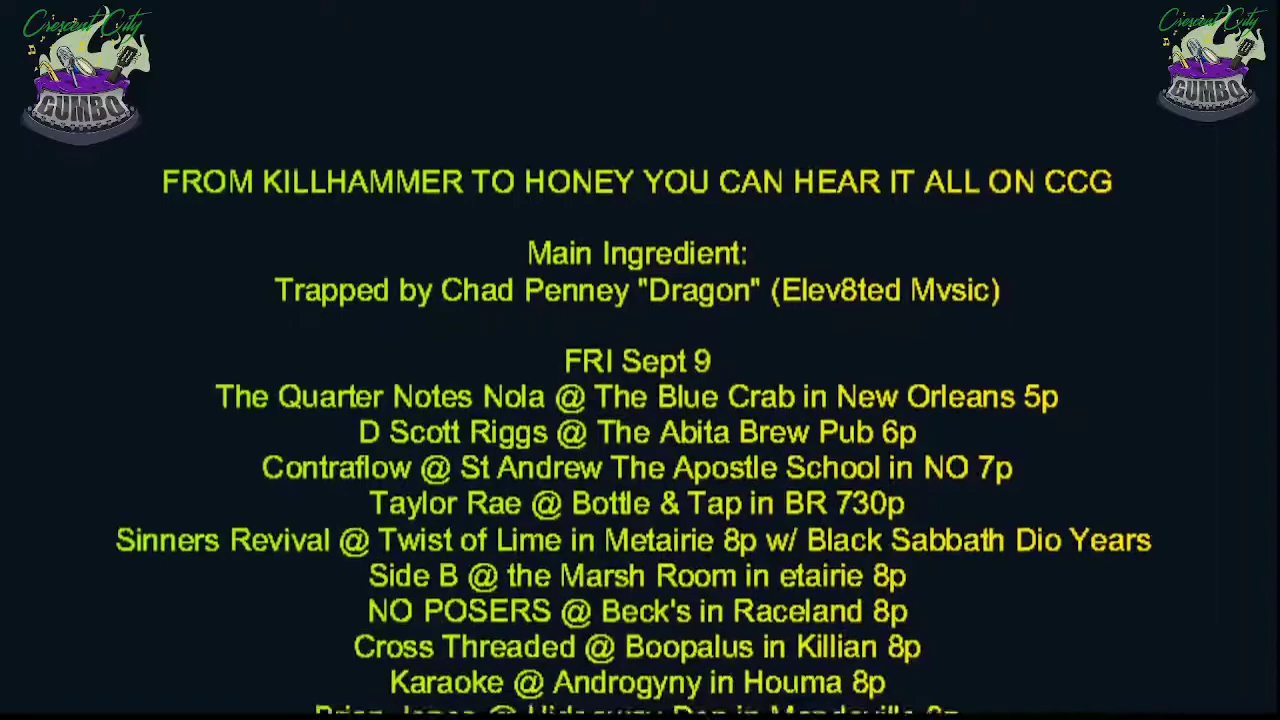 Crescent City
GUMBO
Crescent City
GUMBO
FROM KILLHAMMER TO HONEY YOU CAN HEAR IT ALL ON CCG
Main Ingredient:
Trapped by Chad Penney "Dragon" (Elev8ted Mvsic)
FRI Sept 9
The Quarter Notes Nola @ The Blue Crab in New Orleans 5p
D Scott Riggs @ The Abita Brew Pub 6p
Contraflow @ St Andrew The Apostle School in NO 7p
Taylor Rae @ Bottle & Tap in BR 730p
Sinners Revival @ Twist of Lime in Metairie 8p w/ Black Sabbath Dio Years
Side B @ the Marsh Room in etairie 8p
NO POSERS @ Beck's in Raceland 8p
Cross Threaded @ Boopalus in Killian 8p
Karaoke @ Androgyny in Houma 8p